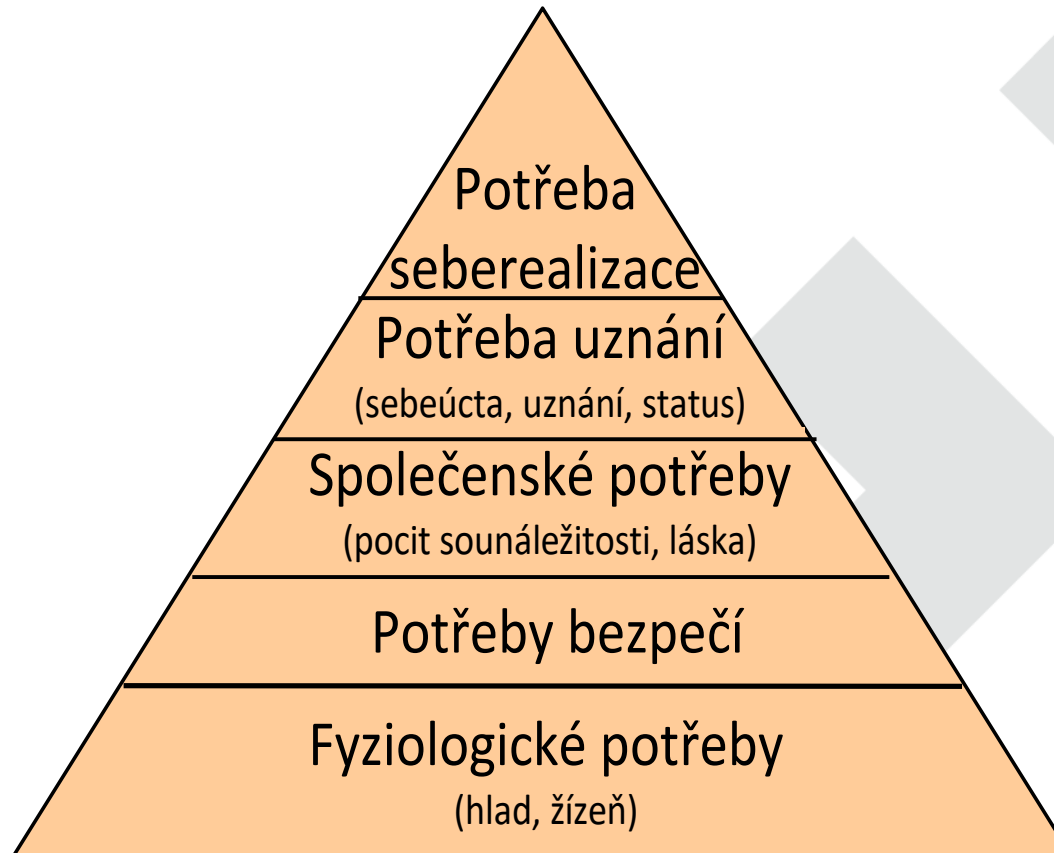 Potřeba
seberealizace
Potřeba uznání
(sebeúcta, uznání, status)
Společenské potřeby
(pocit sounáležitosti, láska)
Potřeby bezpečí
Fyziologické potřeby
(hlad, žízeň)